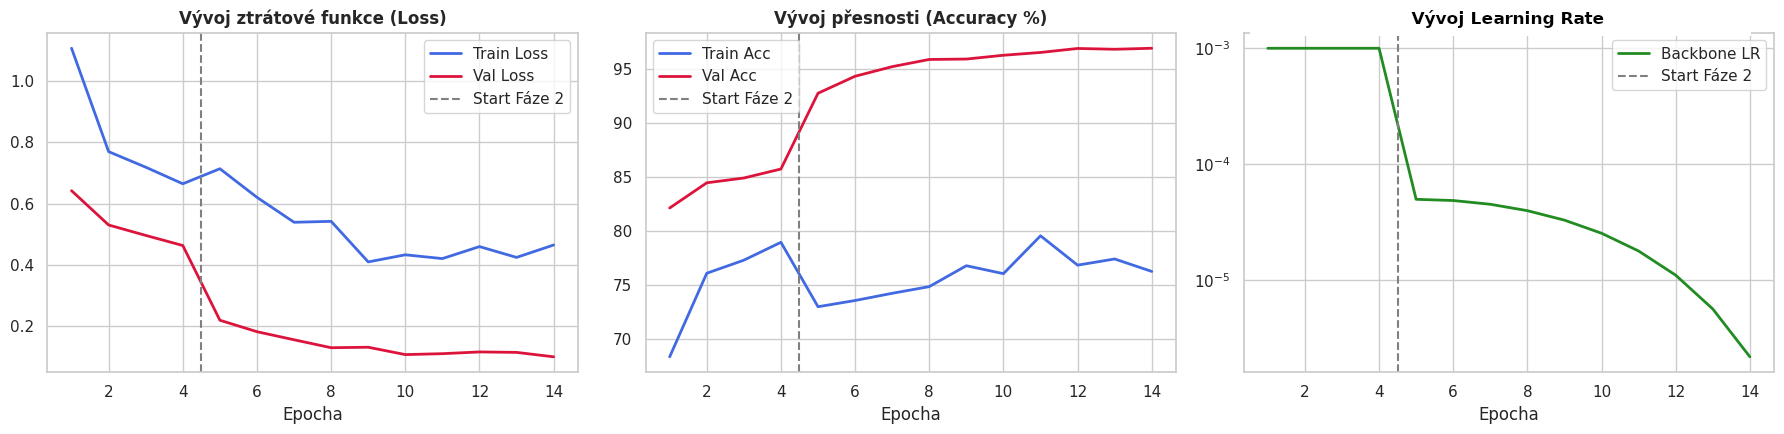 Vývoj ztrátové funkce (Loss)
1.0
0.8
0.6
0.4
0.2
Train Loss
Val Loss
Start Fáze 2
2 4 6 8 10 12 14
Epocha
Vývoj přesnosti (Accuracy %)
95
90
85
80
75
70
Train Acc
Val Acc
Start Fáze 2
2 4 6 8 10 12 14
Epocha
Vývoj Learning Rate
10⁻³
10⁻⁴
10⁻⁵
Backbone LR
Start Fáze 2
2 4 6 8 10 12 14
Epocha